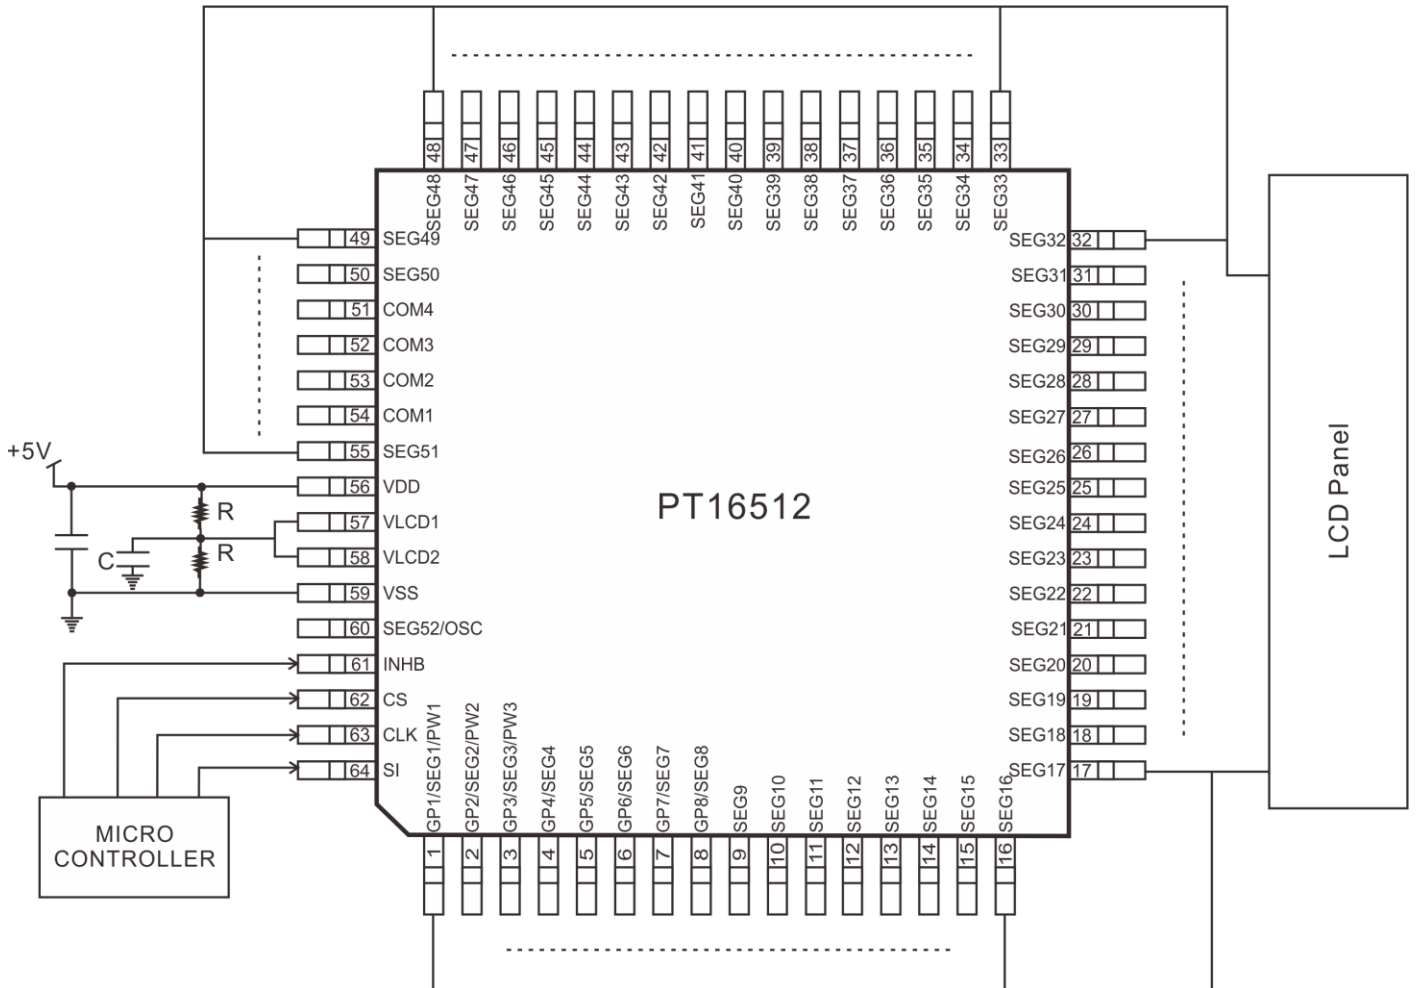 48 47 46 45 44 43 42 41 40 39 38 37 36 35 34 33
SEG48 SEG47 SEG46 SEG45 SEG44 SEG43 SEG42 SEG41 SEG40 SEG39 SEG38 SEG37 SEG36 SEG35 SEG34 SEG33
49 SEG49
50 SEG50
51 COM4
52 COM3
53 COM2
54 COM1
55 SEG51
+5V
56 VDD
R
57 VLCD1
C
R
58 VLCD2
59 VSS
60 SEG52/OSC
61 INHB
62 CS
63 CLK
64 SI
MICRO
CONTROLLER
PT16512
SEG32 32
SEG31 31
SEG30 30
SEG29 29
SEG28 28
SEG27 27
SEG26 26
SEG25 25
SEG24 24
SEG23 23
SEG22 22
SEG21 21
SEG20 20
SEG19 19
SEG18 18
SEG17 17
LCD Panel
GP1/SEG1/PW1 GP2/SEG2/PW2 GP3/SEG3/PW3 GP4/SEG4 GP5/SEG5 GP6/SEG6 GP7/SEG7 GP8/SEG8 SEG9 SEG10 SEG11 SEG12 SEG13 SEG14 SEG15 SEG16
1 2 3 4 5 6 7 8 9 10 11 12 13 14 15 16